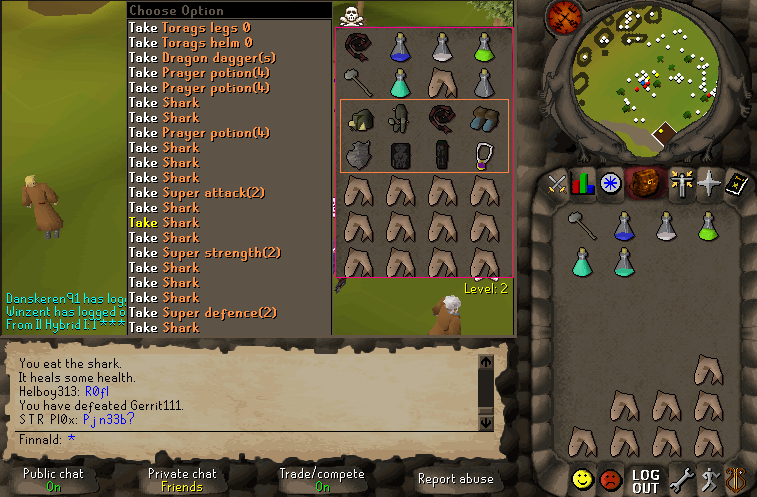 Choose Option
Take Torags legs 0
Take Torags helm 0
Take Dragon dagger(s)
Take Prayer potion(4)
Take Prayer potion(4)
Take Shark
Take Shark
Take Prayer potion(4)
Take Shark
Take Shark
Take Shark
Take Super attack(2)
Take Shark
Take Shark
Take Shark
Take Super strength(2)
Take Shark
Take Shark
Take Shark
Take Super defence(2)
Take Shark
Level: 2
Danskeren91 has logg
Winzent has logged o
From Il Hybrid I I ***
You eat the shark.
It heals some health.
Helboy313: R0fl
You have defeated Gerrit111.
STR Pl0x: Pjn33b?
Finnald: *
Public chat
On
Private chat
Friends
Trade/compete
On
Report abuse
LOG
OUT